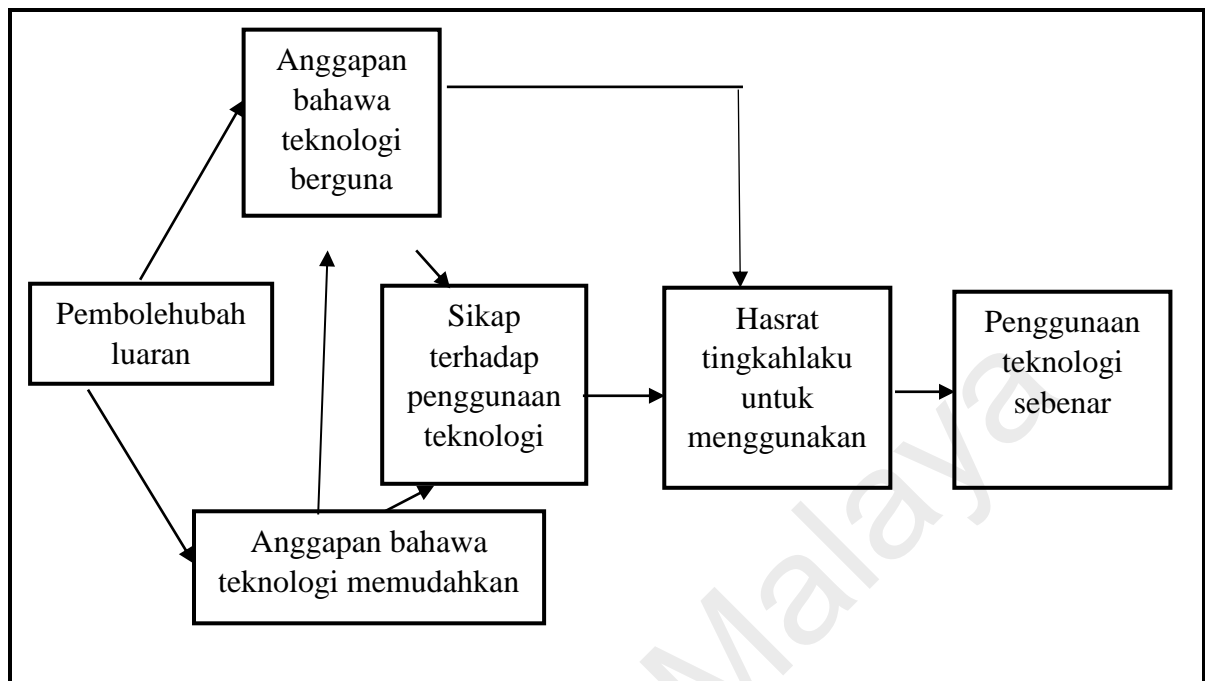 Anggapan
bahawa
teknologi
berguna
Pembolehubah
luaran
Sikap
terhadap
penggunaan
teknologi
Hasrat
tingkahlaku
untuk
menggunakan
Penggunaan
teknologi
sebenar
Anggapan bahawa
teknologi memudahkan
Malaya